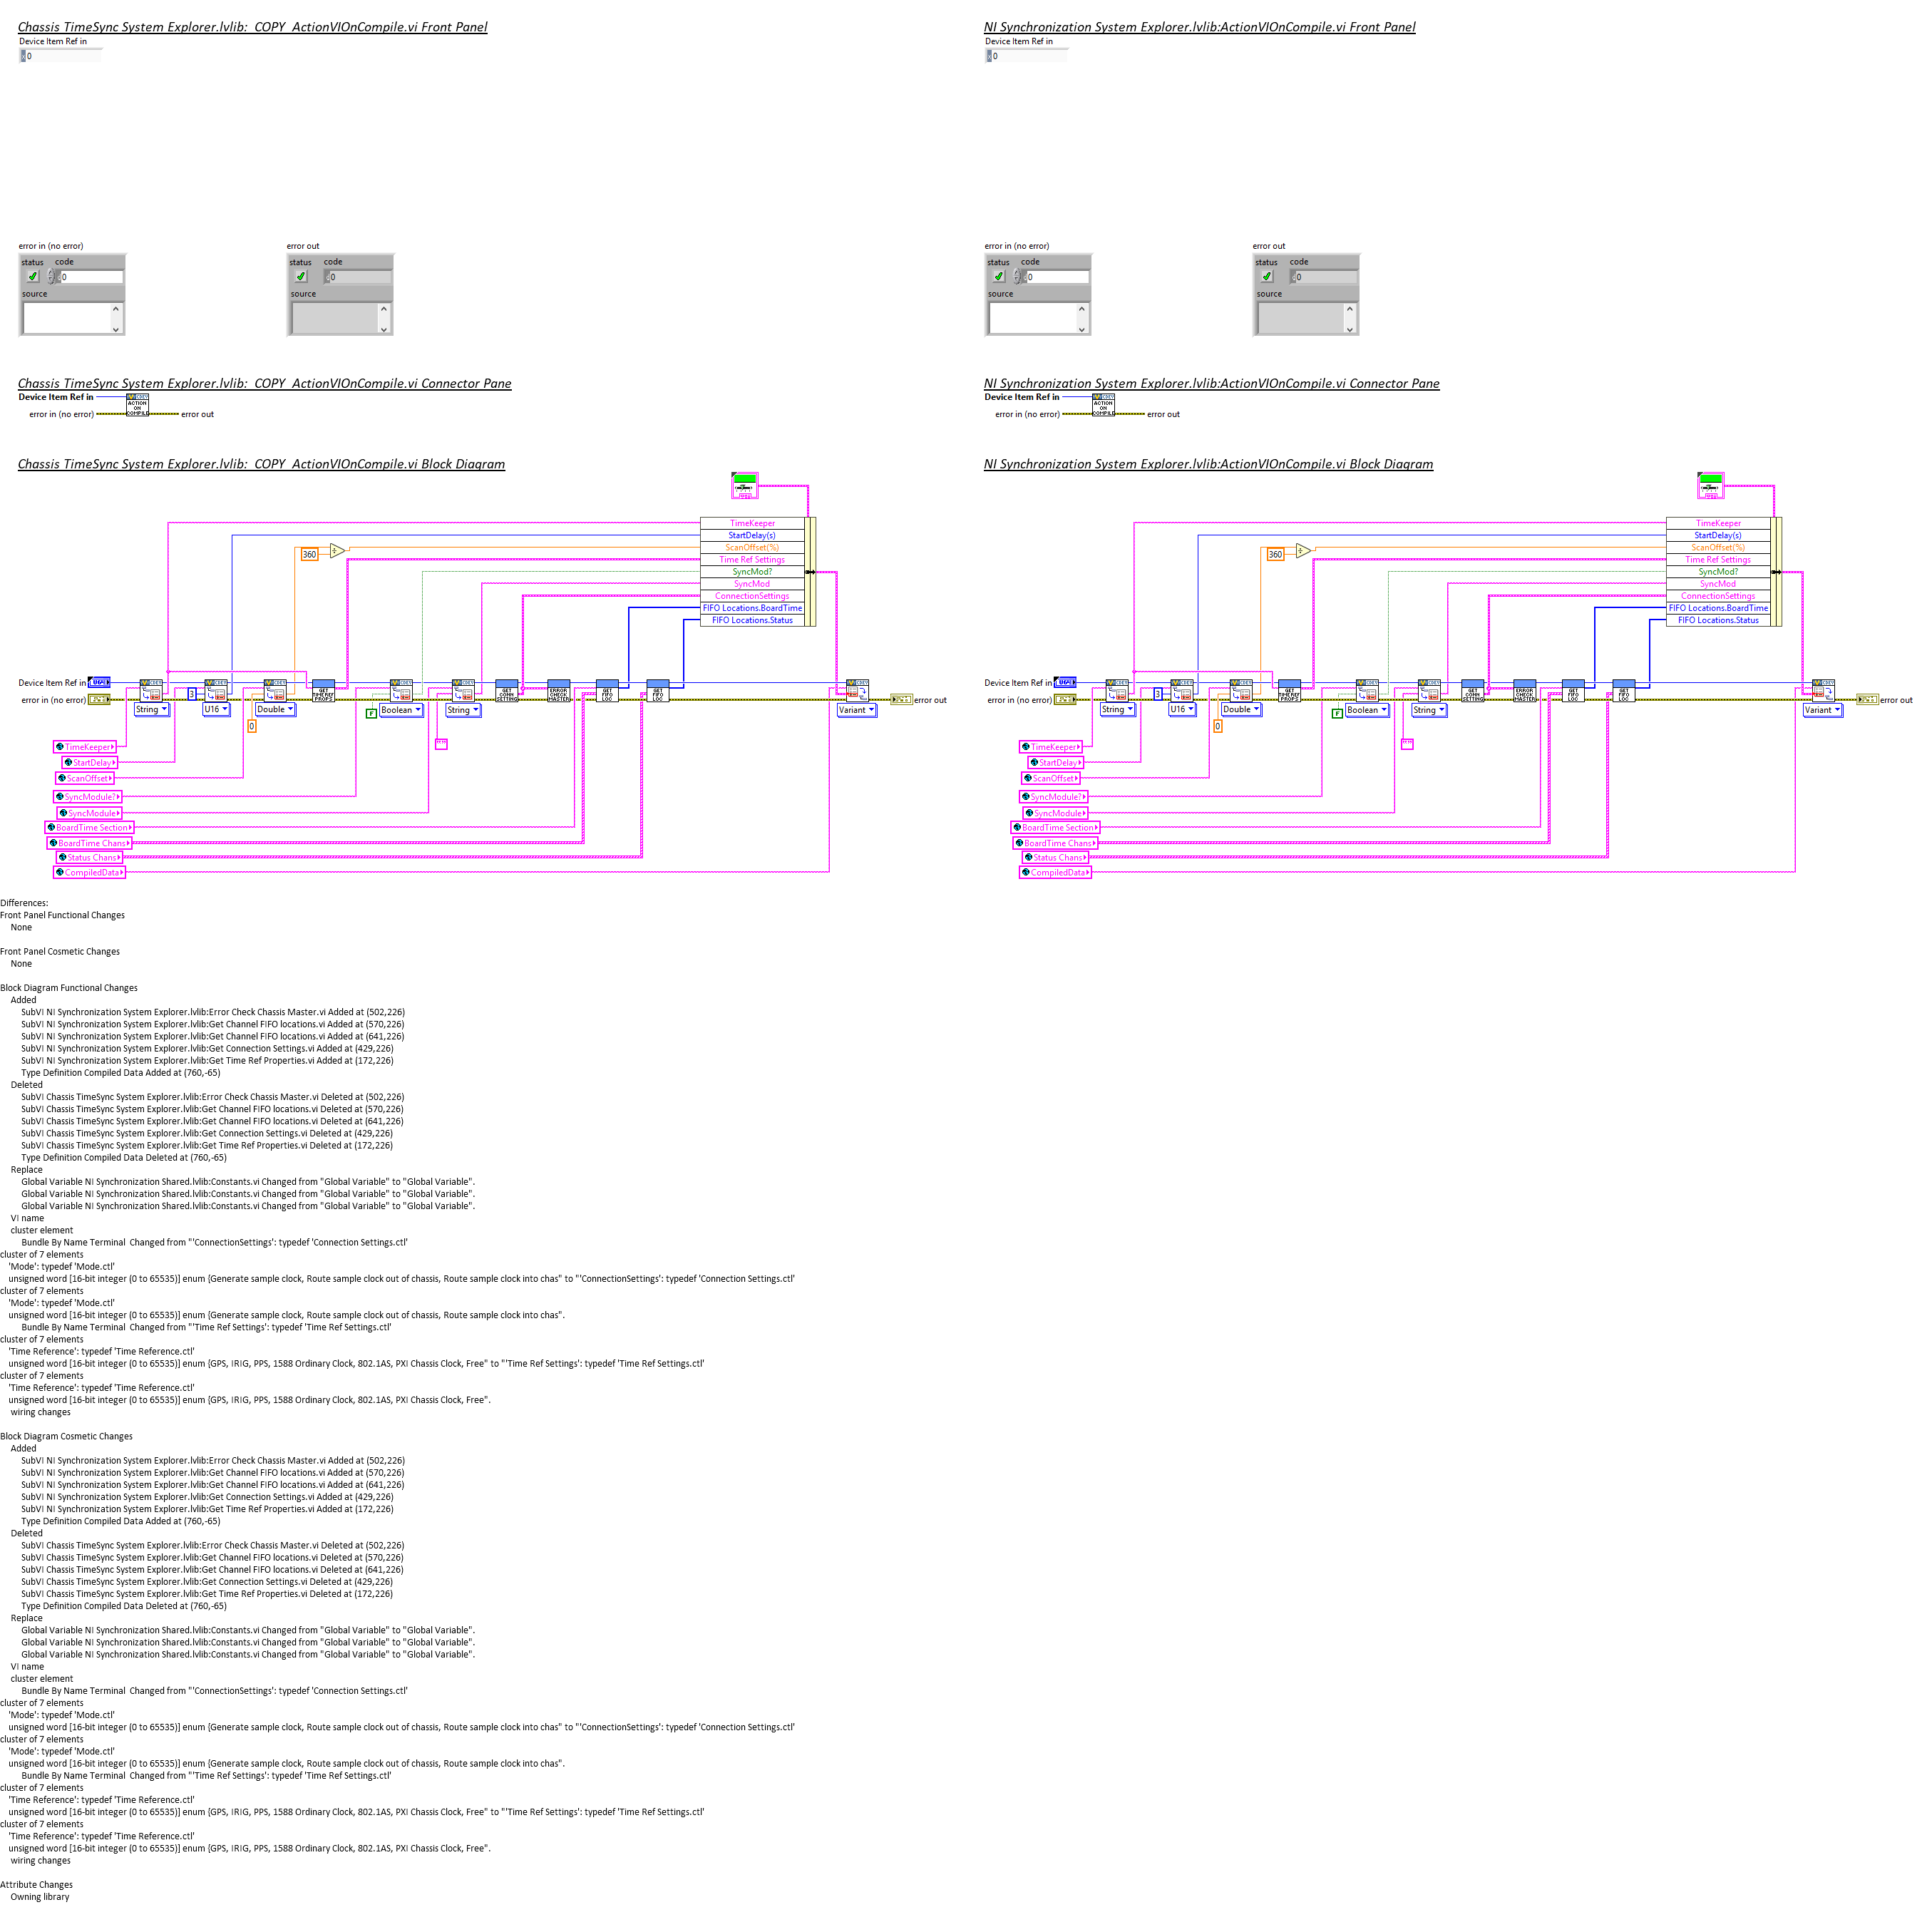 Chassis TimeSync System Explorer.lvlib:_COPY_ActionVIOnCompile.vi Front Panel
Device Item Ref in
x 0
error in (no error)
error out
status code
0
source
status code
0
source
Chassis TimeSync System Explorer.lvlib:_COPY_ActionVIOnCompile.vi Connector Pane
Device Item Ref in
error in (no error)
error out
ACTION ON COMPILE
Chassis TimeSync System Explorer.lvlib:_COPY_ActionVIOnCompile.vi Block Diagram
TimeKeeper
StartDelay(s)
360
ScanOffset(%)
Time Ref Settings
SyncMod?
SyncMod
ConnectionSettings
FIFO Locations.BoardTime
FIFO Locations.Status
Device Item Ref in
3
GET TIME REF PROPS
GET CONN SETTING
ERROR CHECK MASTER
GET FIFO LOC
GET FIFO LOC
error in (no error)
error out
String
U16
Double
F
Boolean
String
Variant
0
TimeKeeper
StartDelay
ScanOffset
SyncModule?
SyncModule
BoardTime Section
BoardTime Chans
Status Chans
CompiledData
NI Synchronization System Explorer.lvlib:ActionVIOnCompile.vi Front Panel
Device Item Ref in
x 0
error in (no error)
error out
status code
0
source
status code
0
source
NI Synchronization System Explorer.lvlib:ActionVIOnCompile.vi Connector Pane
Device Item Ref in
error in (no error)
error out
ACTION ON COMPILE
NI Synchronization System Explorer.lvlib:ActionVIOnCompile.vi Block Diagram
TimeKeeper
StartDelay(s)
360
ScanOffset(%)
Time Ref Settings
SyncMod?
SyncMod
ConnectionSettings
FIFO Locations.BoardTime
FIFO Locations.Status
Device Item Ref in
3
GET TIME REF PROPS
GET CONN SETTING
ERROR CHECK MASTER
GET FIFO LOC
GET FIFO LOC
error in (no error)
error out
String
U16
Double
F
Boolean
String
Variant
0
TimeKeeper
StartDelay
ScanOffset
SyncModule?
SyncModule
BoardTime Section
BoardTime Chans
Status Chans
CompiledData
Differences:
Front Panel Functional Changes
None
Front Panel Cosmetic Changes
None
Block Diagram Functional Changes
Added
SubVI NI Synchronization System Explorer.lvlib:Error Check Chassis Master.vi Added at (502,226)
SubVI NI Synchronization System Explorer.lvlib:Get Channel FIFO locations.vi Added at (570,226)
SubVI NI Synchronization System Explorer.lvlib:Get Channel FIFO locations.vi Added at (641,226)
SubVI NI Synchronization System Explorer.lvlib:Get Connection Settings.vi Added at (429,226)
SubVI NI Synchronization System Explorer.lvlib:Get Time Ref Properties.vi Added at (172,226)
Type Definition Compiled Data Added at (760,-65)
Deleted
SubVI Chassis TimeSync System Explorer.lvlib:Error Check Chassis Master.vi Deleted at (502,226)
SubVI Chassis TimeSync System Explorer.lvlib:Get Channel FIFO locations.vi Deleted at (570,226)
SubVI Chassis TimeSync System Explorer.lvlib:Get Channel FIFO locations.vi Deleted at (641,226)
SubVI Chassis TimeSync System Explorer.lvlib:Get Connection Settings.vi Deleted at (429,226)
SubVI Chassis TimeSync System Explorer.lvlib:Get Time Ref Properties.vi Deleted at (172,226)
Type Definition Compiled Data Deleted at (760,-65)
Replace
Global Variable NI Synchronization Shared.lvlib:Constants.vi Changed from "Global Variable" to "Global Variable".
Global Variable NI Synchronization Shared.lvlib:Constants.vi Changed from "Global Variable" to "Global Variable".
Global Variable NI Synchronization Shared.lvlib:Constants.vi Changed from "Global Variable" to "Global Variable".
VI name
cluster element
Bundle By Name Terminal  Changed from "'ConnectionSettings': typedef 'Connection Settings.ctl'
cluster of 7 elements
'Mode': typedef 'Mode.ctl'
unsigned word [16-bit integer (0 to 65535)] enum {Generate sample clock, Route sample clock out of chassis, Route sample clock into chas" to "'ConnectionSettings': typedef 'Connection Settings.ctl'
cluster of 7 elements
'Mode': typedef 'Mode.ctl'
unsigned word [16-bit integer (0 to 65535)] enum {Generate sample clock, Route sample clock out of chassis, Route sample clock into chas".
Bundle By Name Terminal  Changed from "'Time Ref Settings': typedef 'Time Ref Settings.ctl'
cluster of 7 elements
'Time Reference': typedef 'Time Reference.ctl'
unsigned word [16-bit integer (0 to 65535)] enum {GPS, IRIG, PPS, 1588 Ordinary Clock, 802.1AS, PXI Chassis Clock, Free" to "'Time Ref Settings': typedef 'Time Ref Settings.ctl'
cluster of 7 elements
'Time Reference': typedef 'Time Reference.ctl'
unsigned word [16-bit integer (0 to 65535)] enum {GPS, IRIG, PPS, 1588 Ordinary Clock, 802.1AS, PXI Chassis Clock, Free".
wiring changes
Block Diagram Cosmetic Changes
Added
SubVI NI Synchronization System Explorer.lvlib:Error Check Chassis Master.vi Added at (502,226)
SubVI NI Synchronization System Explorer.lvlib:Get Channel FIFO locations.vi Added at (570,226)
SubVI NI Synchronization System Explorer.lvlib:Get Channel FIFO locations.vi Added at (641,226)
SubVI NI Synchronization System Explorer.lvlib:Get Connection Settings.vi Added at (429,226)
SubVI NI Synchronization System Explorer.lvlib:Get Time Ref Properties.vi Added at (172,226)
Type Definition Compiled Data Added at (760,-65)
Deleted
SubVI Chassis TimeSync System Explorer.lvlib:Error Check Chassis Master.vi Deleted at (502,226)
SubVI Chassis TimeSync System Explorer.lvlib:Get Channel FIFO locations.vi Deleted at (570,226)
SubVI Chassis TimeSync System Explorer.lvlib:Get Channel FIFO locations.vi Deleted at (641,226)
SubVI Chassis TimeSync System Explorer.lvlib:Get Connection Settings.vi Deleted at (429,226)
SubVI Chassis TimeSync System Explorer.lvlib:Get Time Ref Properties.vi Deleted at (172,226)
Type Definition Compiled Data Deleted at (760,-65)
Replace
Global Variable NI Synchronization Shared.lvlib:Constants.vi Changed from "Global Variable" to "Global Variable".
Global Variable NI Synchronization Shared.lvlib:Constants.vi Changed from "Global Variable" to "Global Variable".
Global Variable NI Synchronization Shared.lvlib:Constants.vi Changed from "Global Variable" to "Global Variable".
VI name
cluster element
Bundle By Name Terminal  Changed from "'ConnectionSettings': typedef 'Connection Settings.ctl'
cluster of 7 elements
'Mode': typedef 'Mode.ctl'
unsigned word [16-bit integer (0 to 65535)] enum {Generate sample clock, Route sample clock out of chassis, Route sample clock into chas" to "'ConnectionSettings': typedef 'Connection Settings.ctl'
cluster of 7 elements
'Mode': typedef 'Mode.ctl'
unsigned word [16-bit integer (0 to 65535)] enum {Generate sample clock, Route sample clock out of chassis, Route sample clock into chas".
Bundle By Name Terminal  Changed from "'Time Ref Settings': typedef 'Time Ref Settings.ctl'
cluster of 7 elements
'Time Reference': typedef 'Time Reference.ctl'
unsigned word [16-bit integer (0 to 65535)] enum {GPS, IRIG, PPS, 1588 Ordinary Clock, 802.1AS, PXI Chassis Clock, Free" to "'Time Ref Settings': typedef 'Time Ref Settings.ctl'
cluster of 7 elements
'Time Reference': typedef 'Time Reference.ctl'
unsigned word [16-bit integer (0 to 65535)] enum {GPS, IRIG, PPS, 1588 Ordinary Clock, 802.1AS, PXI Chassis Clock, Free".
wiring changes
Attribute Changes
Owning library